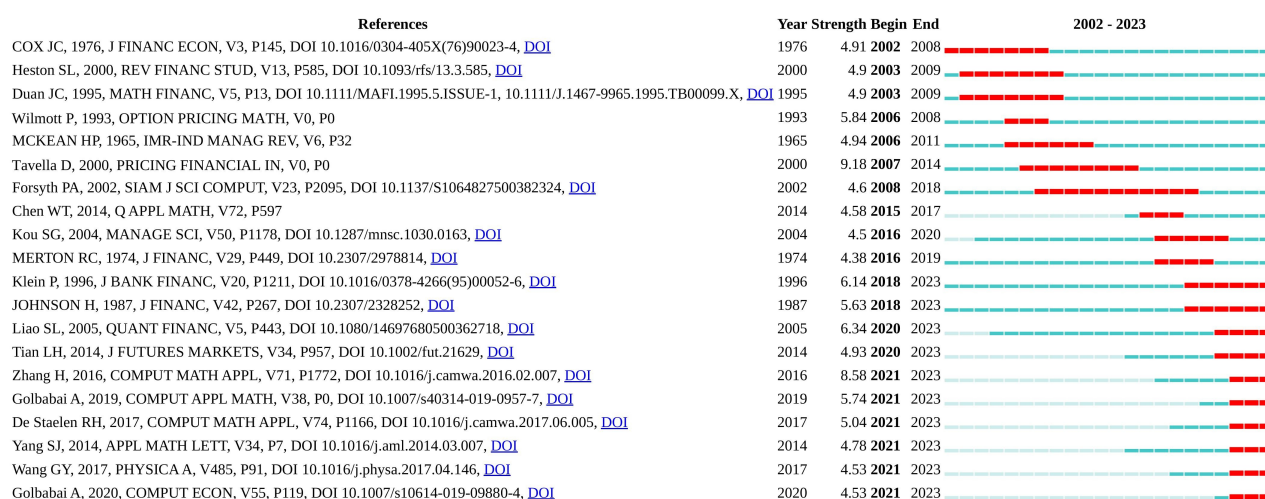 References Year Strength Begin End 2002 - 2023
COX JC, 1976, J FINANC ECON, V3, P145, DOI 10.1016/0304-405X(76)90023-4, DOI 1976 4.91 2002 2008
Heston SL, 2000, REV FINANC STUD, V13, P585, DOI 10.1093/rfs/13.3.585, DOI 2000 4.9 2003 2009
Duan JC, 1995, MATH FINANC, V5, P13, DOI 10.1111/MAFI.1995.5.ISSUE-1, 10.1111/J.1467-9965.1995.TB00099.X, DOI 1995 4.9 2003 2009
Wilmott P, 1993, OPTION PRICING MATH, V0, P0 1993 5.84 2006 2008
MCKEAN HP, 1965, IMR-IND MANAG REV, V6, P32 1965 4.94 2006 2011
Tavella D, 2000, PRICING FINANCIAL IN, V0, P0 2000 9.18 2007 2014
Forsyth PA, 2002, SIAM J SCI COMPUT, V23, P2095, DOI 10.1137/S1064827500382324, DOI 2002 4.6 2008 2018
Chen WT, 2014, Q APPL MATH, V72, P597 2014 4.58 2015 2017
Kou SG, 2004, MANAGE SCI, V50, P1178, DOI 10.1287/mnsc.1030.0163, DOI 2004 4.5 2016 2020
MERTON RC, 1974, J FINANC, V29, P449, DOI 10.2307/2978814, DOI 1974 4.38 2016 2019
Klein P, 1996, J BANK FINANC, V20, P1211, DOI 10.1016/0378-4266(95)00052-6, DOI 1996 6.14 2018 2023
JOHNSON H, 1987, J FINANC, V42, P267, DOI 10.2307/2328252, DOI 1987 5.63 2018 2023
Liao SL, 2005, QUANT FINANC, V5, P443, DOI 10.1080/14697680500362718, DOI 2005 6.34 2020 2023
Tian LH, 2014, J FUTURES MARKETS, V34, P957, DOI 10.1002/fut.21629, DOI 2014 4.93 2020 2023
Zhang H, 2016, COMPUT MATH APPL, V71, P1772, DOI 10.1016/j.camwa.2016.02.007, DOI 2016 8.58 2021 2023
Golbabai A, 2019, COMPUT APPL MATH, V38, P0, DOI 10.1007/s40314-019-0957-7, DOI 2019 5.74 2021 2023
De Staelen RH, 2017, COMPUT MATH APPL, V74, P1166, DOI 10.1016/j.camwa.2017.06.005, DOI 2017 5.04 2021 2023
Yang SJ, 2014, APPL MATH LETT, V34, P7, DOI 10.1016/j.aml.2014.03.007, DOI 2014 4.78 2021 2023
Wang GY, 2017, PHYSICA A, V485, P91, DOI 10.1016/j.physa.2017.04.146, DOI 2017 4.53 2021 2023
Golbabai A, 2020, COMPUT ECON, V55, P119, DOI 10.1007/s10614-019-09880-4, DOI 2020 4.53 2021 2023